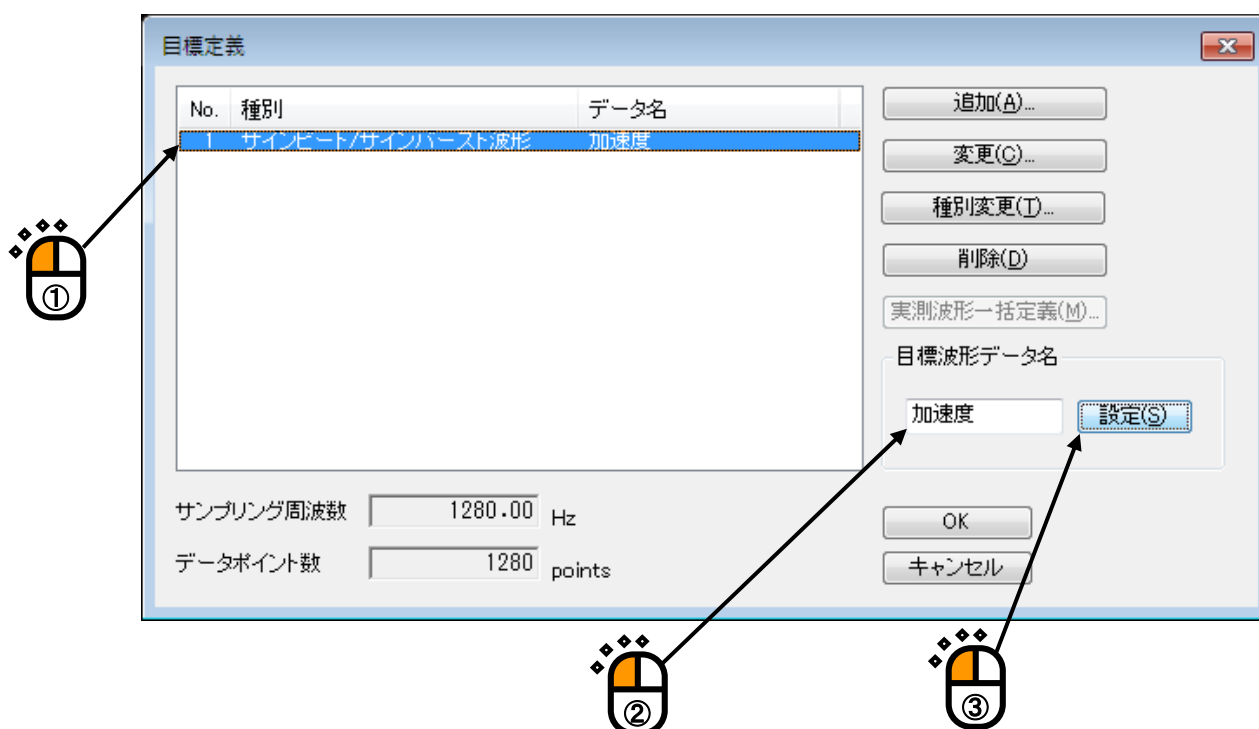 目標定義
No. 種別 データ名
1 サインビート/サインバースト波形 加速度
追加(A)...
変更(C)...
種別変更(T)...
削除(D)
実測波形一括定義(M)...
目標波形データ名
加速度 設定(S)
サンプリング周波数 1280.00 Hz
データポイント数 1280 points
OK
キャンセル
①
②
③